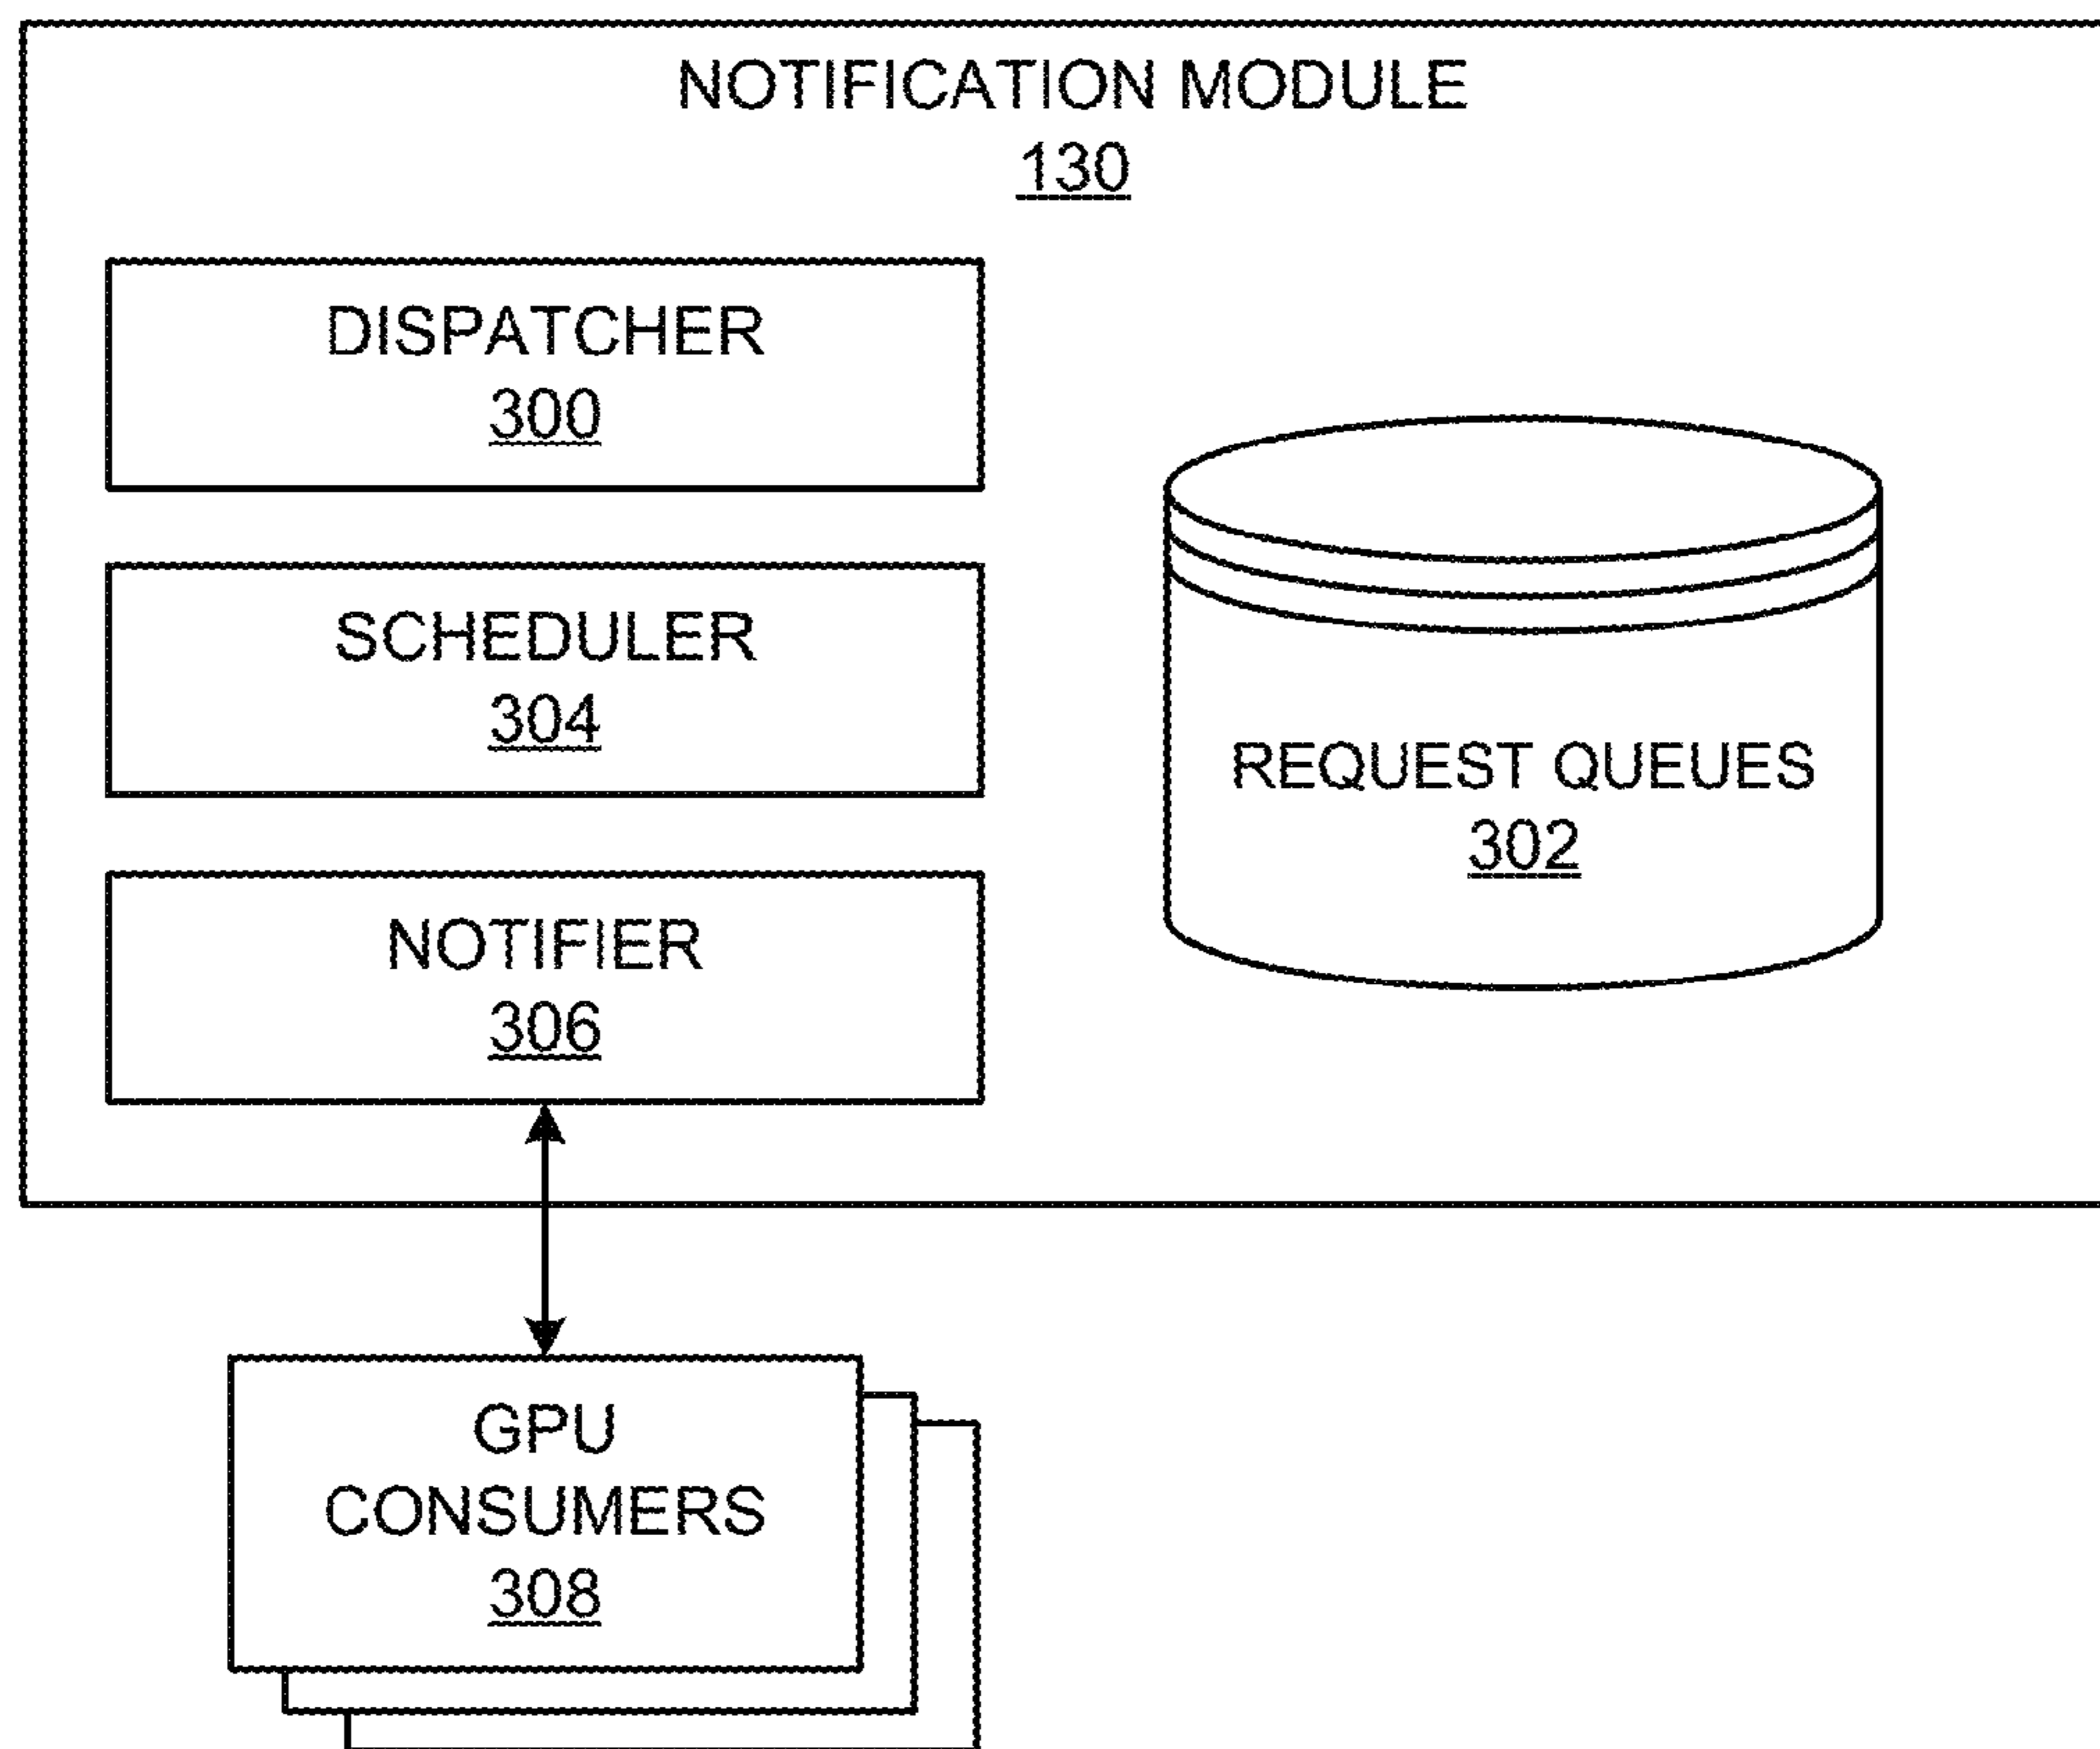 NOTIFICATION MODULE
130
DISPATCHER
300
SCHEDULER
304
REQUEST QUEUES
302
NOTIFIER
306
GPU
CONSUMERS
308